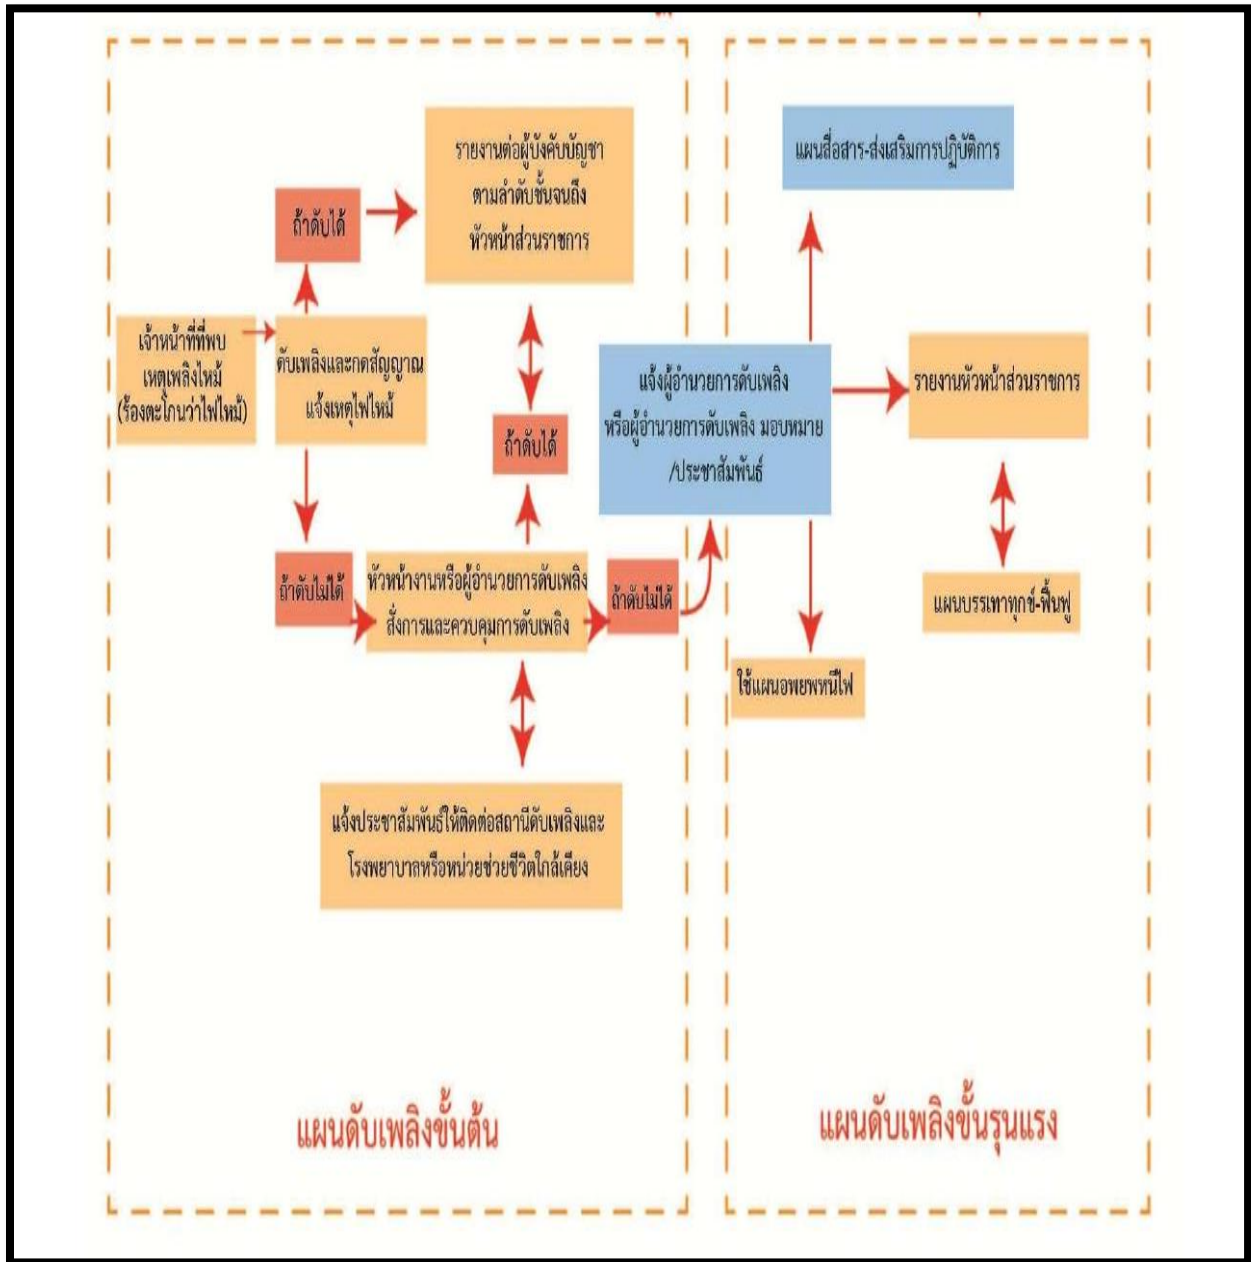 แผนสื่อสาร-ส่งเสริมการปฏิบัติการ
รายงานต่อผู้บังคับบัญชา
ตามลำดับชั้นจนถึง
หัวหน้าส่วนราชการ
ถ้าดับได้
เจ้าหน้าที่ที่พบ
เหตุเพลิงไหม้
(ร้องตะโกนว่าไฟไหม้)
ดับเพลิงและกดสัญญาณ
แจ้งเหตุไฟไหม้
ถ้าดับได้
แจ้งผู้อำนวยการดับเพลิง
หรือผู้อำนวยการดับเพลิง มอบหมาย
/ประชาสัมพันธ์
รายงานหัวหน้าส่วนราชการ
ถ้าดับไม่ได้
หัวหน้างานหรือผู้อำนวยการดับเพลิง
สั่งการและควบคุมการดับเพลิง
ถ้าดับไม่ได้
แผนบรรเทาทุกข์-ฟื้นฟู
ใช้แผนอพยพหนีไฟ
แจ้งประชาสัมพันธ์ให้ติดต่อสถานีดับเพลิงและ
โรงพยาบาลหรือหน่วยช่วยชีวิตใกล้เคียง
แผนดับเพลิงขั้นต้น
แผนดับเพลิงขั้นรุนแรง